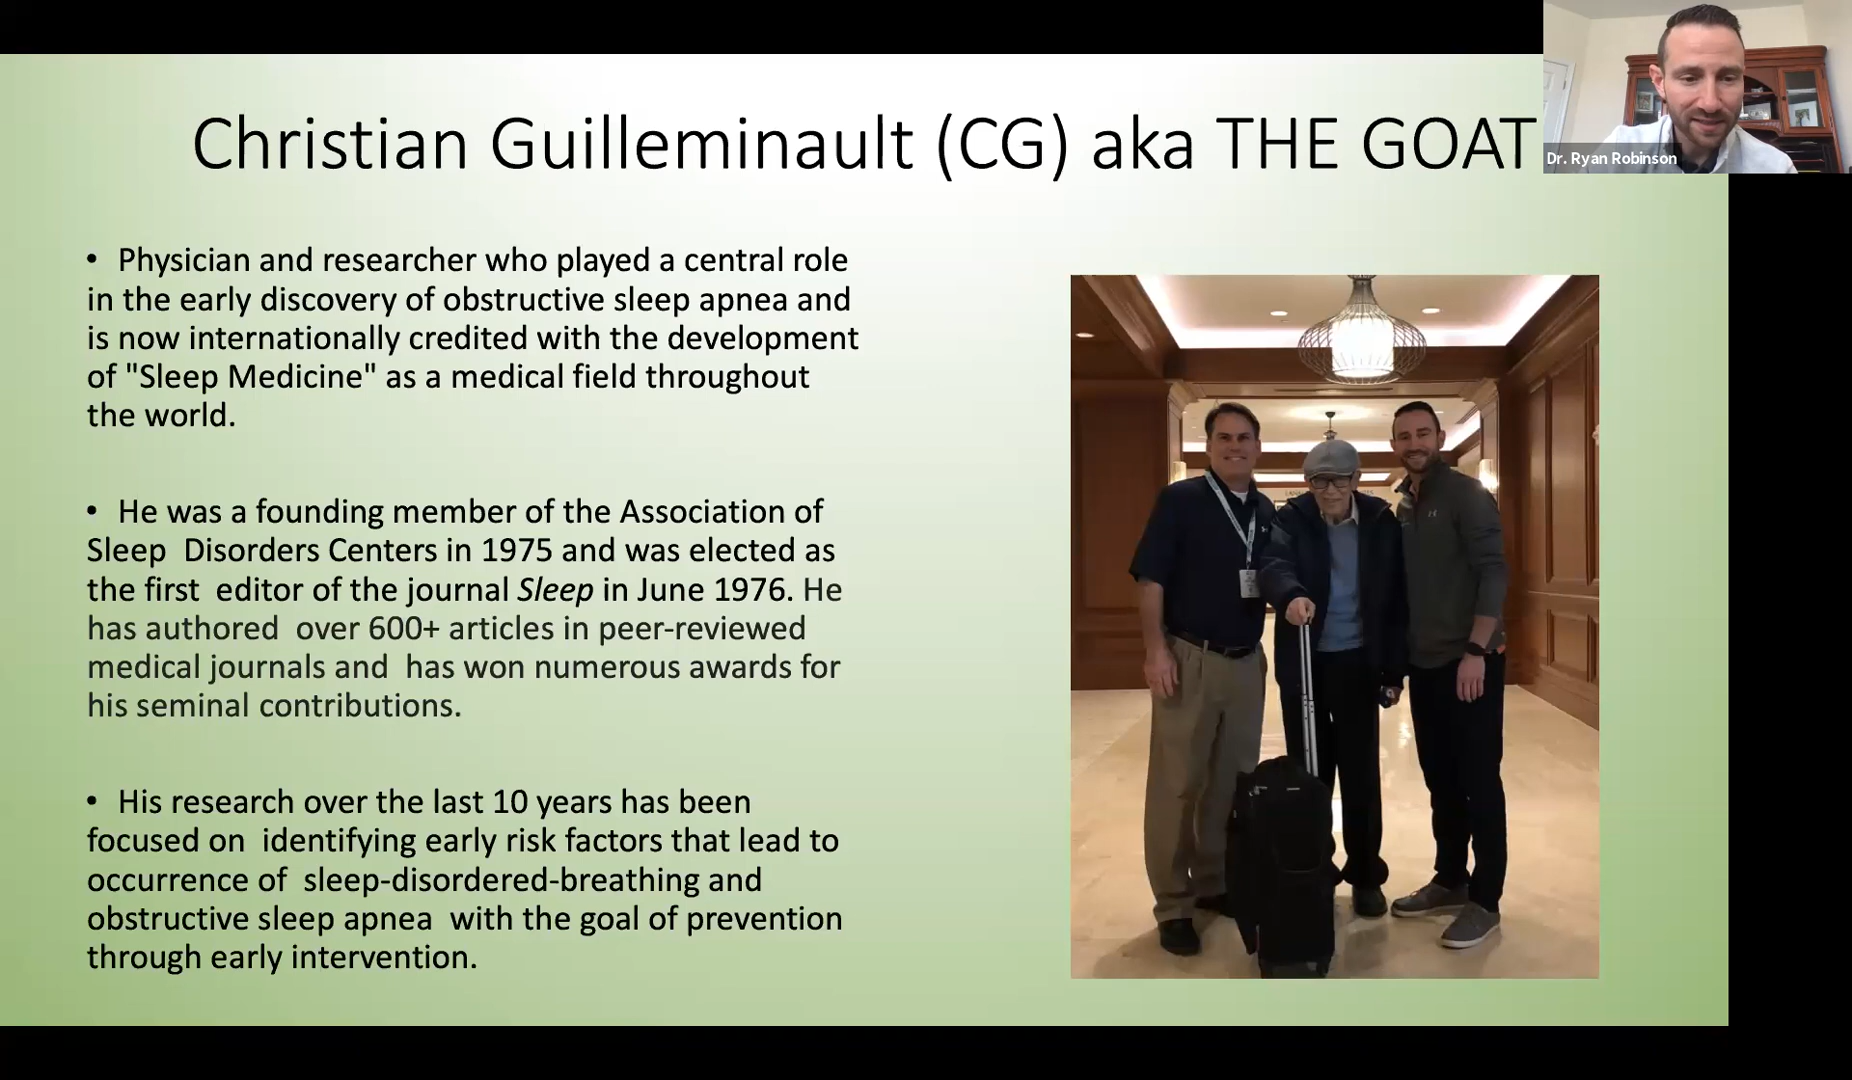 Christian Guilleminault (CG) aka THE GOAT
Dr. Ryan Robinson
• Physician and researcher who played a central role
in the early discovery of obstructive sleep apnea and
is now internationally credited with the development
of "Sleep Medicine" as a medical field throughout
the world.
• He was a founding member of the Association of
Sleep Disorders Centers in 1975 and was elected as
the first editor of the journal Sleep in June 1976. He
has authored over 600+ articles in peer-reviewed
medical journals and has won numerous awards for
his seminal contributions.
• His research over the last 10 years has been
focused on identifying early risk factors that lead to
occurrence of sleep-disordered-breathing and
obstructive sleep apnea with the goal of prevention
through early intervention.